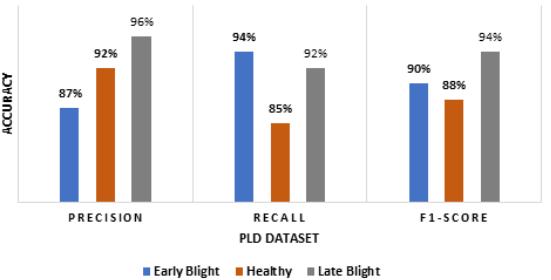 96%
94%
94%
92%
92%
90%
88%
87%
85%
ACCURACY
PRECISION RECALL F1-SCORE
PLD DATASET
Early Blight Healthy Late Blight